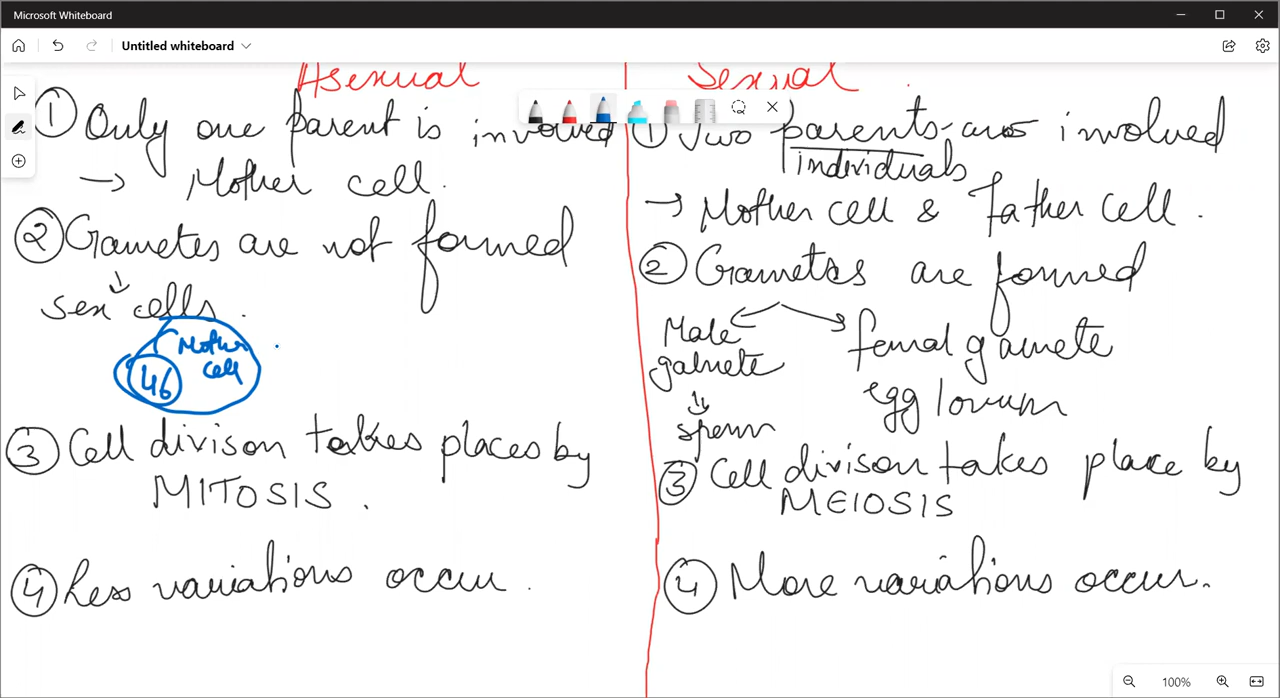 Microsoft Whiteboard
Untitled whiteboard
Asexual
① Only one parent is involved
→ Mother cell.
② Gametes are not formed
sex cells.
Mother
cell
46
③ Cell divison takes places by
MITOSIS.
④ Less variations occur.
Sexual
① Two parents are involved
individuals
→ Mother cell & Father cell.
② Gametes are formed
Male
gamete
sperm
femal gamete
egg / ovum
③ Cell divison takes place by
MEIOSIS
④ More variations occur.
100%